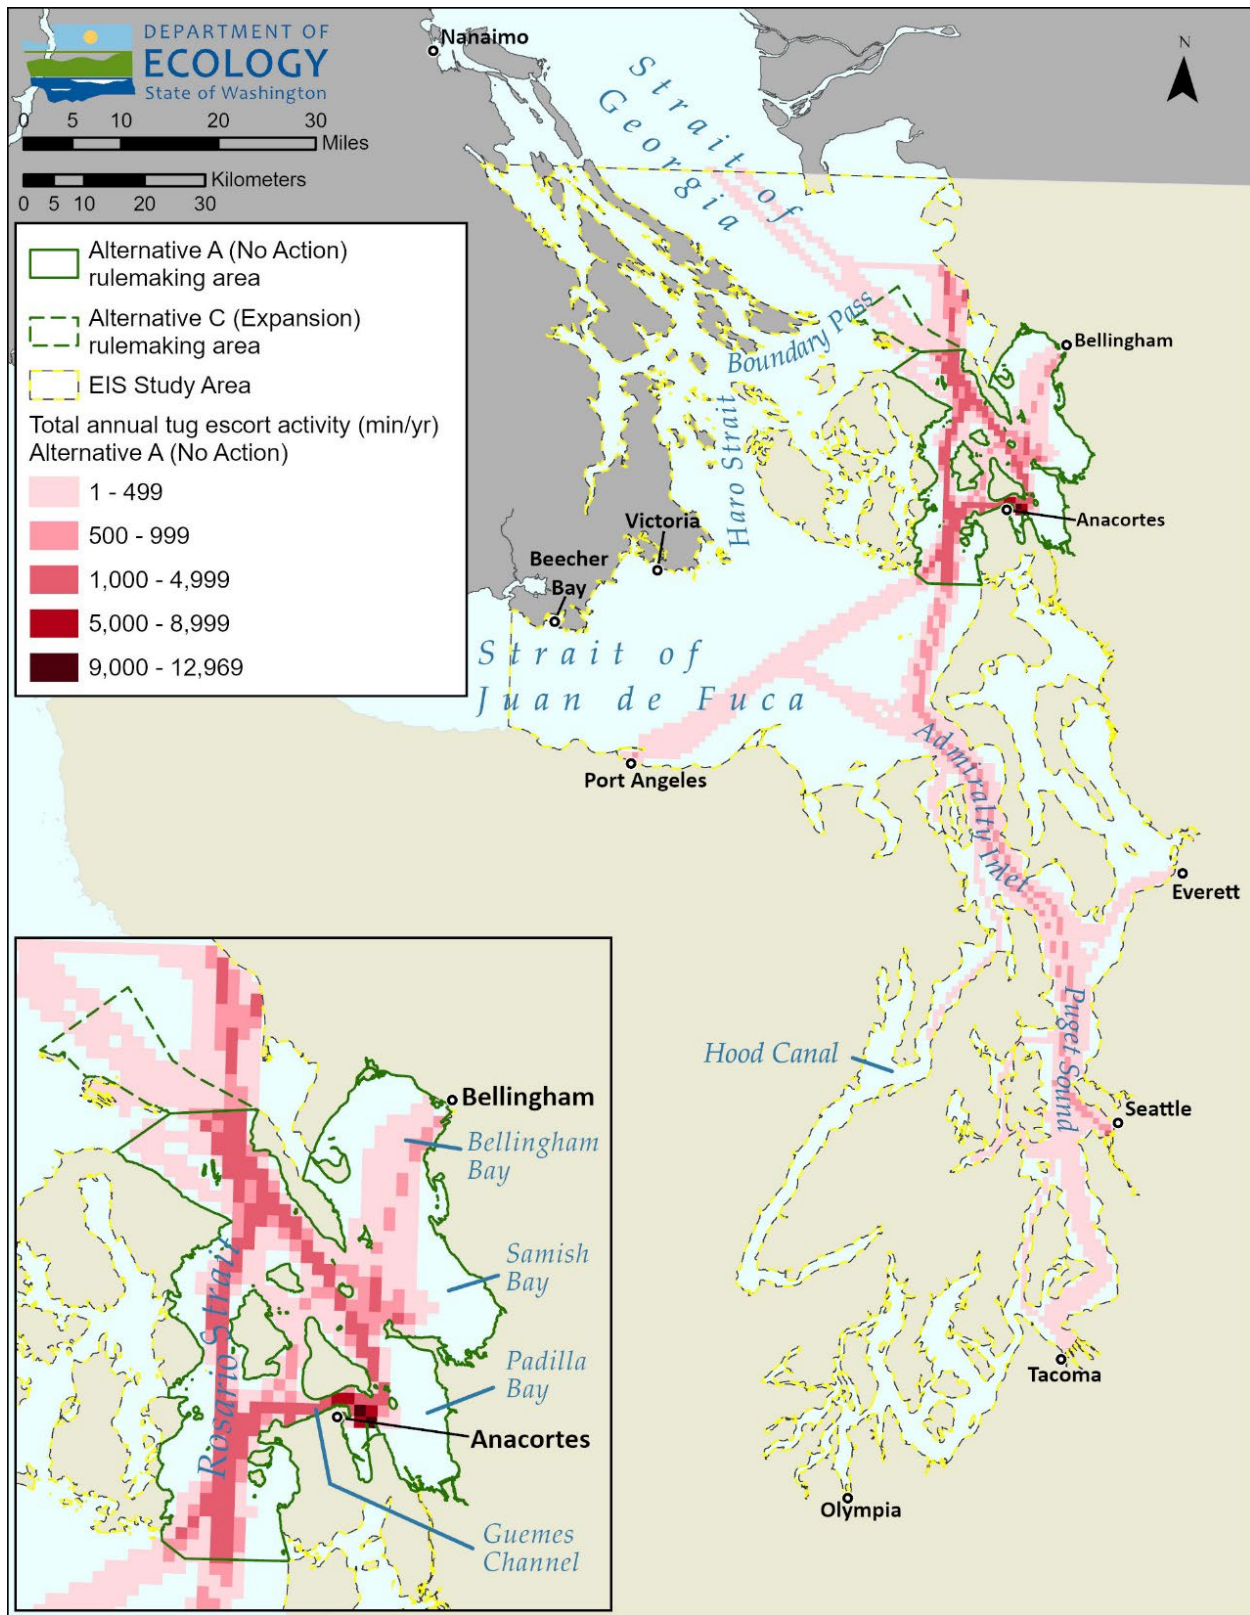 DEPARTMENT OF
ECOLOGY
State of Washington
0 5 10 20 30 Miles
Kilometers
0 5 10 20 30
Alternative A (No Action)
rulemaking area
Alternative C (Expansion)
rulemaking area
EIS Study Area
Total annual tug escort activity (min/yr)
Alternative A (No Action)
1 - 499
500 - 999
1,000 - 4,999
5,000 - 8,999
9,000 - 12,969
N
Nanaimo
Strait of
Georgia
Boundary Pass
Haro Strait
Bellingham
Anacortes
Victoria
Beecher
Bay
Strait of
Juan de Fuca
Port Angeles
Admiralty Inlet
Everett
Hood Canal
Puget Sound
Seattle
Tacoma
Olympia
Bellingham
Bellingham
Bay
Samish
Bay
Rosario Strait
Padilla
Bay
Anacortes
Guemes
Channel